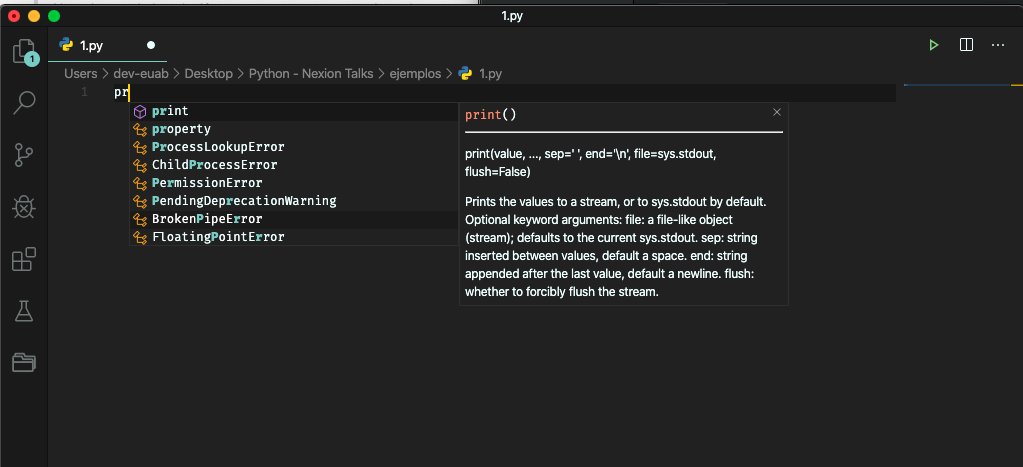 1.py
1.py
1
Users > dev-euab > Desktop > Python - Nexion Talks > ejemplos > 1.py
1 pr
print
property
ProcessLookupError
ChildProcessError
PermissionError
PendingDeprecationWarning
BrokenPipeError
FloatingPointError
print()
print(value, ..., sep=' ', end='\n', file=sys.stdout,
flush=False)
Prints the values to a stream, or to sys.stdout by default.
Optional keyword arguments: file: a file-like object
(stream); defaults to the current sys.stdout. sep: string
inserted between values, default a space. end: string
appended after the last value, default a newline. flush:
whether to forcibly flush the stream.